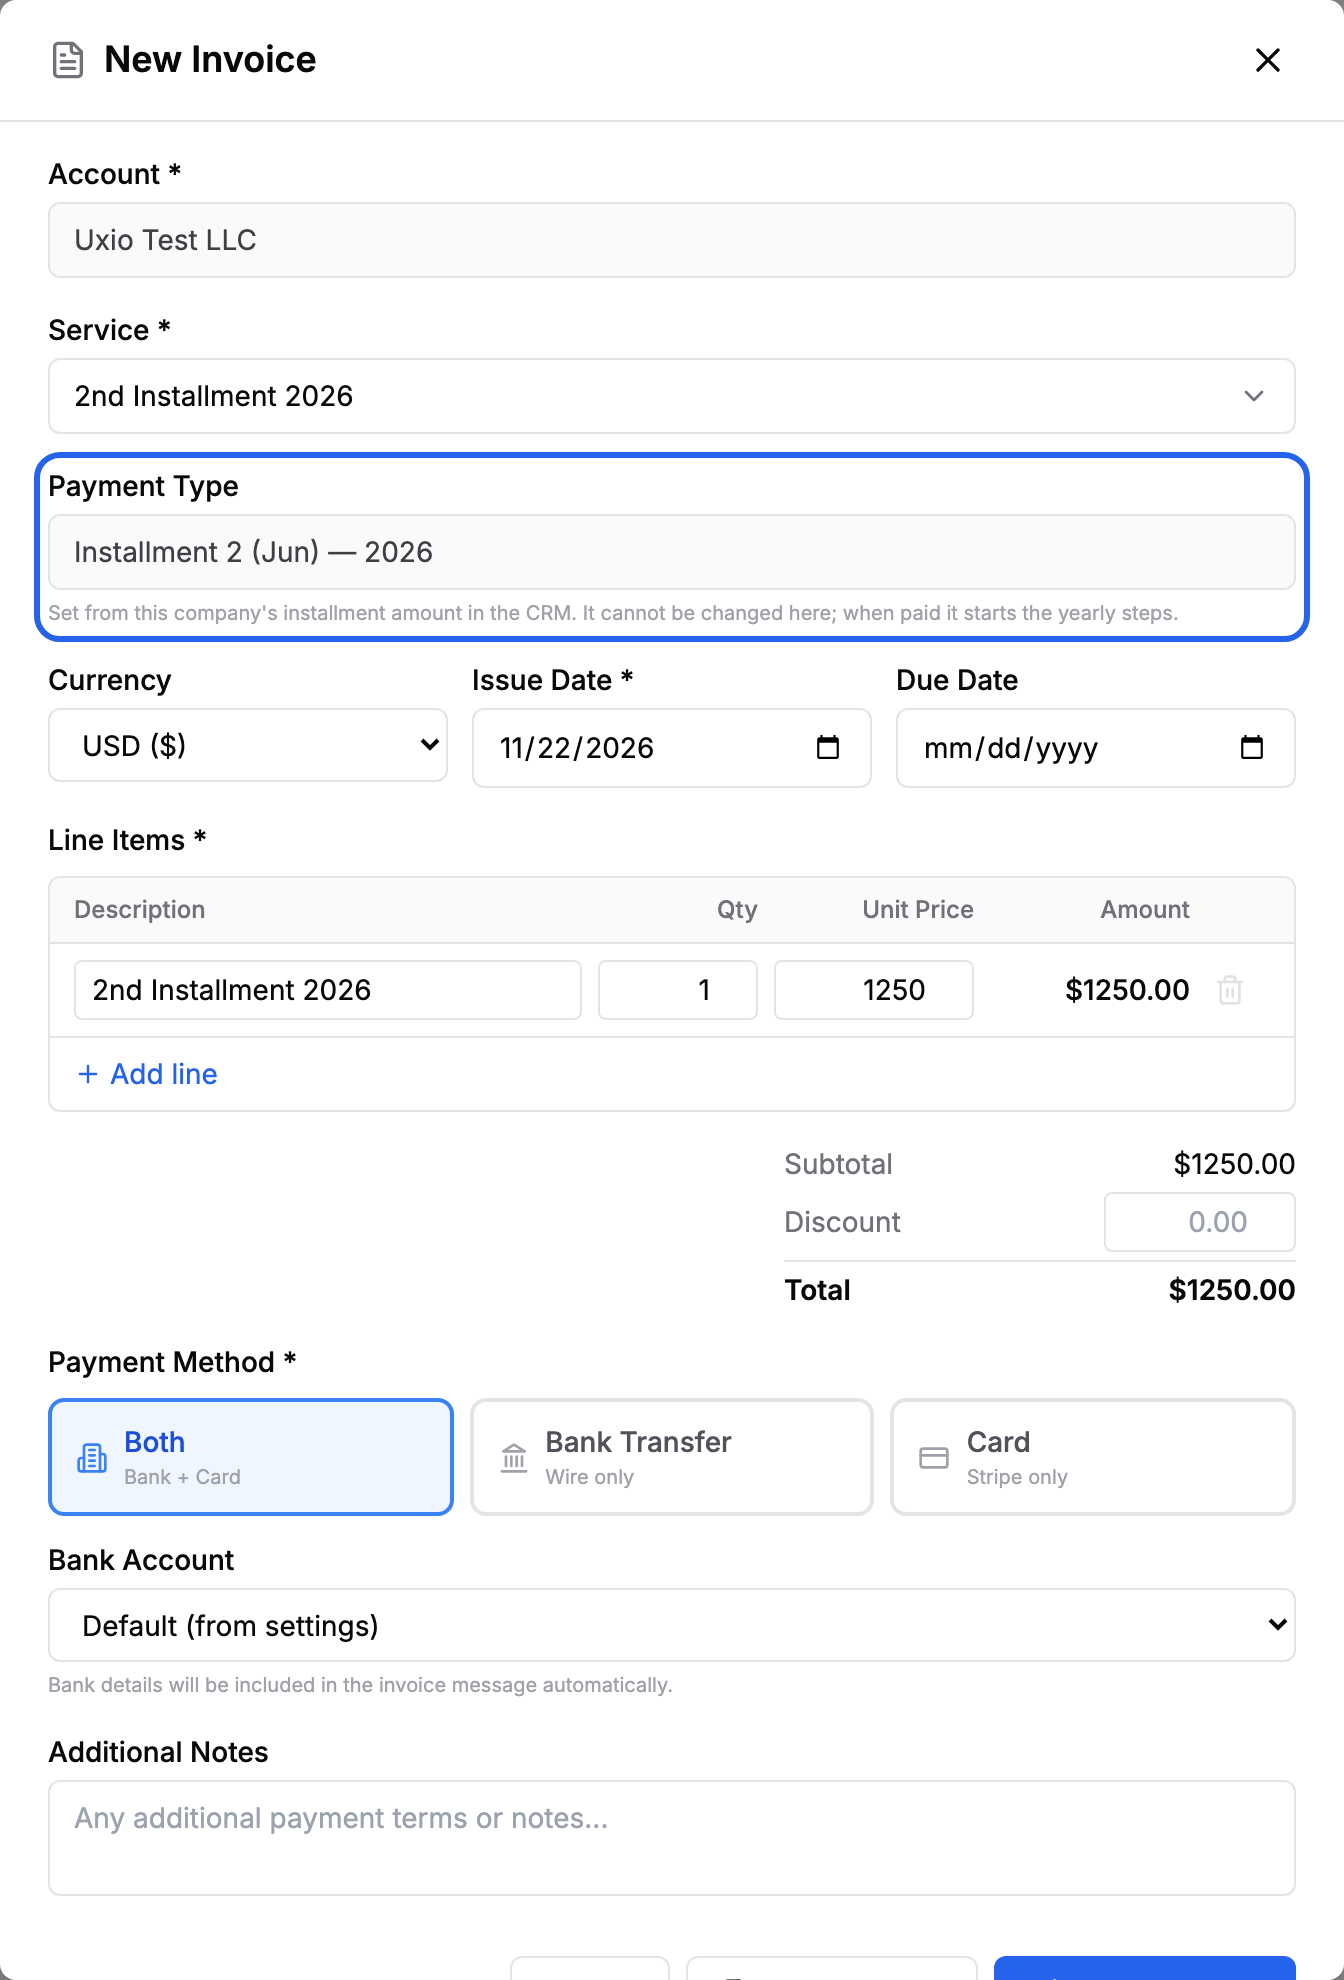 New Invoice
Account *
Uxio Test LLC
Service *
2nd Installment 2026
Payment Type
Installment 2 (Jun) — 2026
Set from this company's installment amount in the CRM. It cannot be changed here; when paid it starts the yearly steps.
Currency Issue Date * Due Date
USD ($) 11/22/2026 mm/dd/yyyy
Line Items *
Description Qty Unit Price Amount
2nd Installment 2026 1 1250 $1250.00
+ Add line
Subtotal $1250.00
Discount 0.00
Total $1250.00
Payment Method *
Both Bank Transfer Card
Bank + Card Wire only Stripe only
Bank Account
Default (from settings)
Bank details will be included in the invoice message automatically.
Additional Notes
Any additional payment terms or notes...